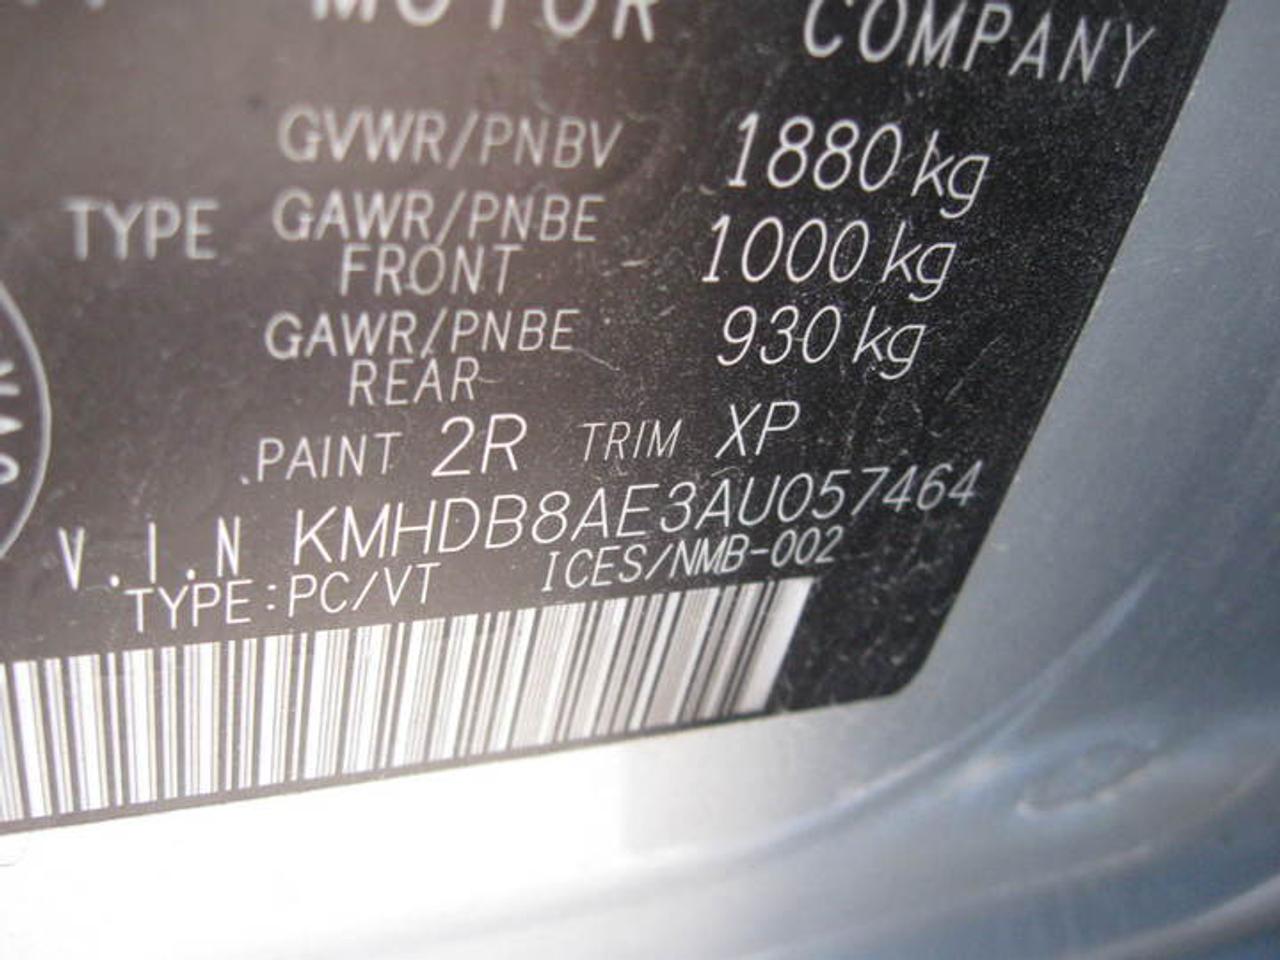 MOTOR COMPANY
GVWR/PNBV 1880 kg
TYPE GAWR/PNBE FRONT 1000 kg
GAWR/PNBE REAR 930 kg
PAINT 2R TRIM XP
V.I.N KMHDB8AE3AU057464
TYPE:PC/VT ICES/NMB-002